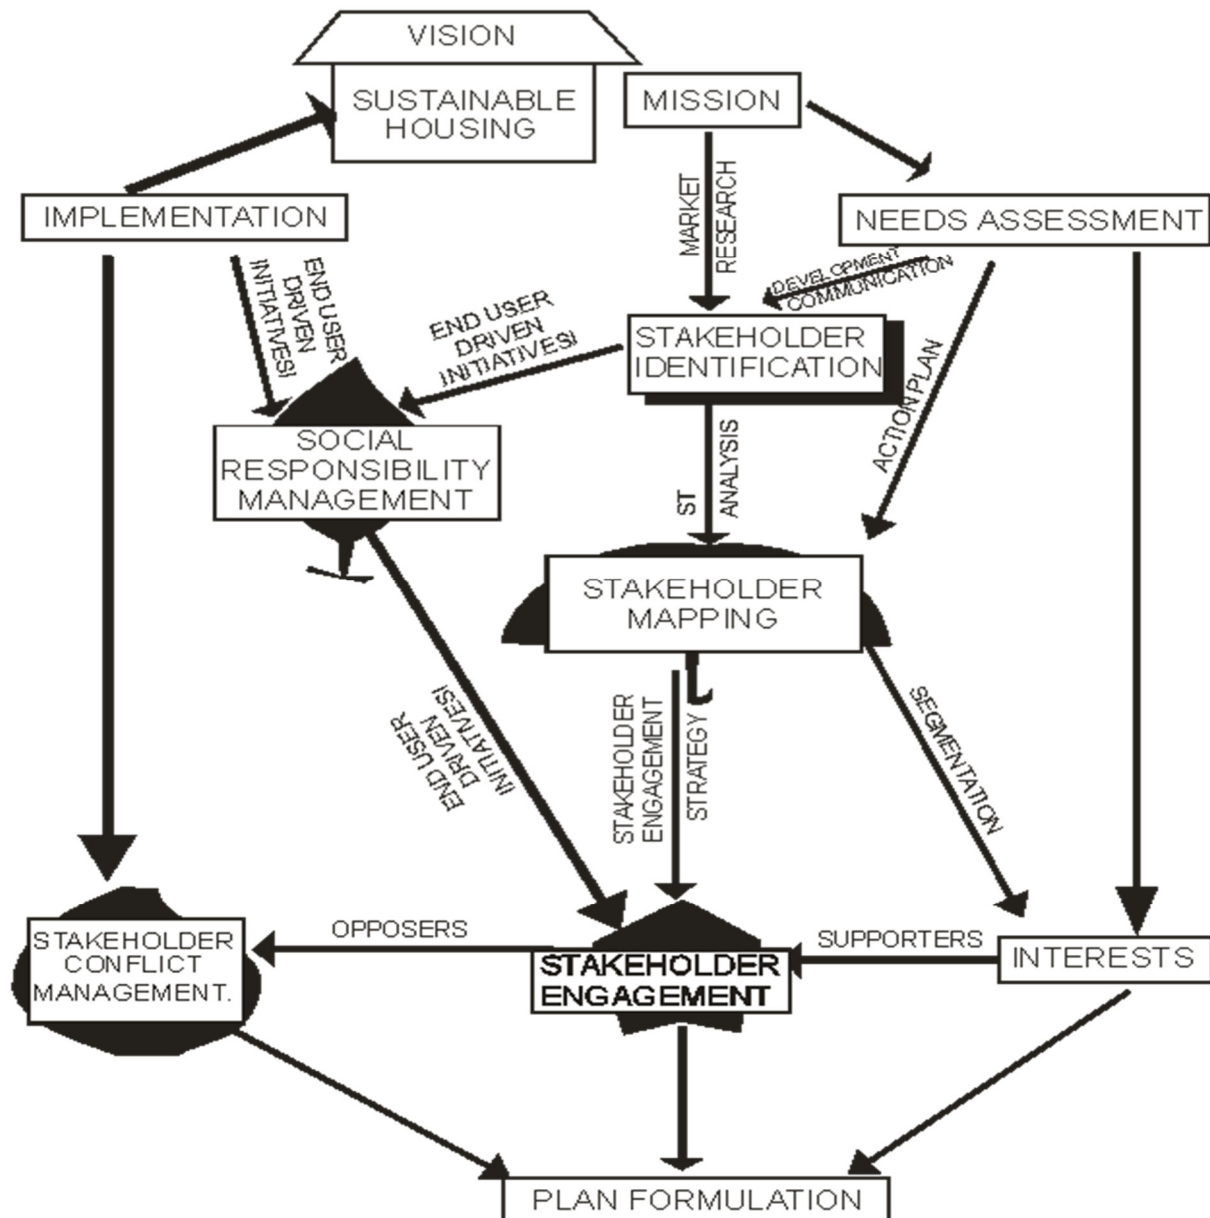 VISION
SUSTAINABLE
HOUSING
MISSION
IMPLEMENTATION
NEEDS ASSESSMENT
MARKET
RESEARCH
DEVELOPMENT
COMMUNICATION
END USER
DRIVEN
INITIATIVES!
END USER
DRIVEN
INITIATIVES!
STAKEHOLDER
IDENTIFICATION
ACTION PLAN
SOCIAL
RESPONSIBILITY
MANAGEMENT
ST
ANALYSIS
STAKEHOLDER
MAPPING
END USER
DRIVEN
INITIATIVES!
STAKEHOLDER
ENGAGEMENT
STRATEGY
SEGMENTATION
STAKEHOLDER
CONFLICT
MANAGEMENT.
OPPOSERS
STAKEHOLDER
ENGAGEMENT
SUPPORTERS
INTERESTS
PLAN FORMULATION